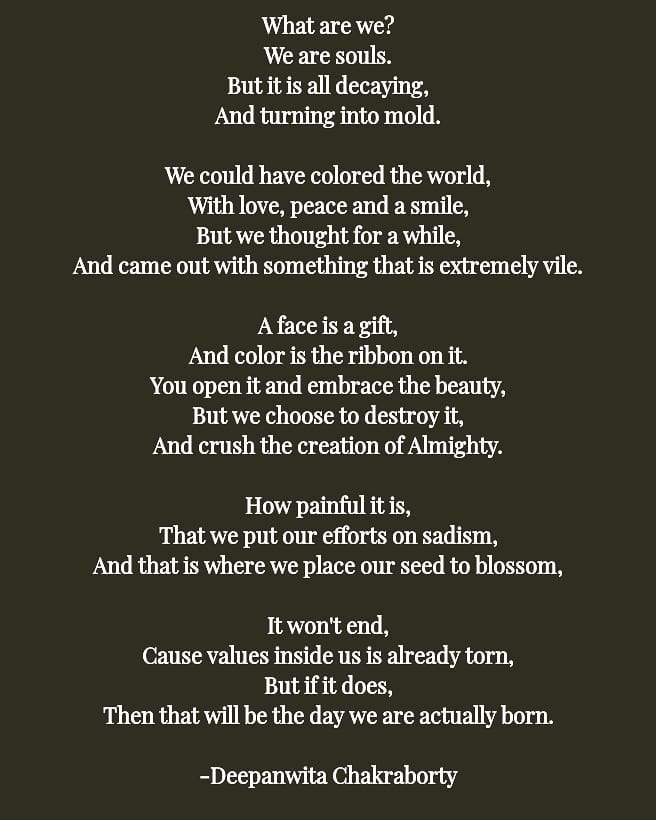 What are we?
We are souls.
But it is all decaying,
And turning into mold.
We could have colored the world,
With love, peace and a smile,
But we thought for a while,
And came out with something that is extremely vile.
A face is a gift,
And color is the ribbon on it.
You open it and embrace the beauty,
But we choose to destroy it,
And crush the creation of Almighty.
How painful it is,
That we put our efforts on sadism,
And that is where we place our seed to blossom,
It won't end,
Cause values inside us is already torn,
But if it does,
Then that will be the day we are actually born.
-Deepanwita Chakraborty